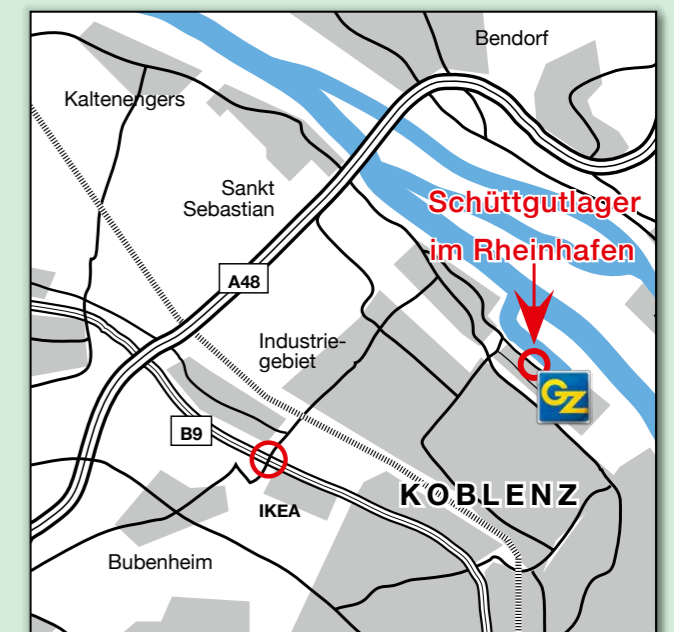 Bendorf
Kaltenengers
Sankt
Sebastian
Schüttgutlager
im Rheinhafen
A48
Industrie-
gebiet
GZ
B9
KOBLENZ
IKEA
Bubenheim